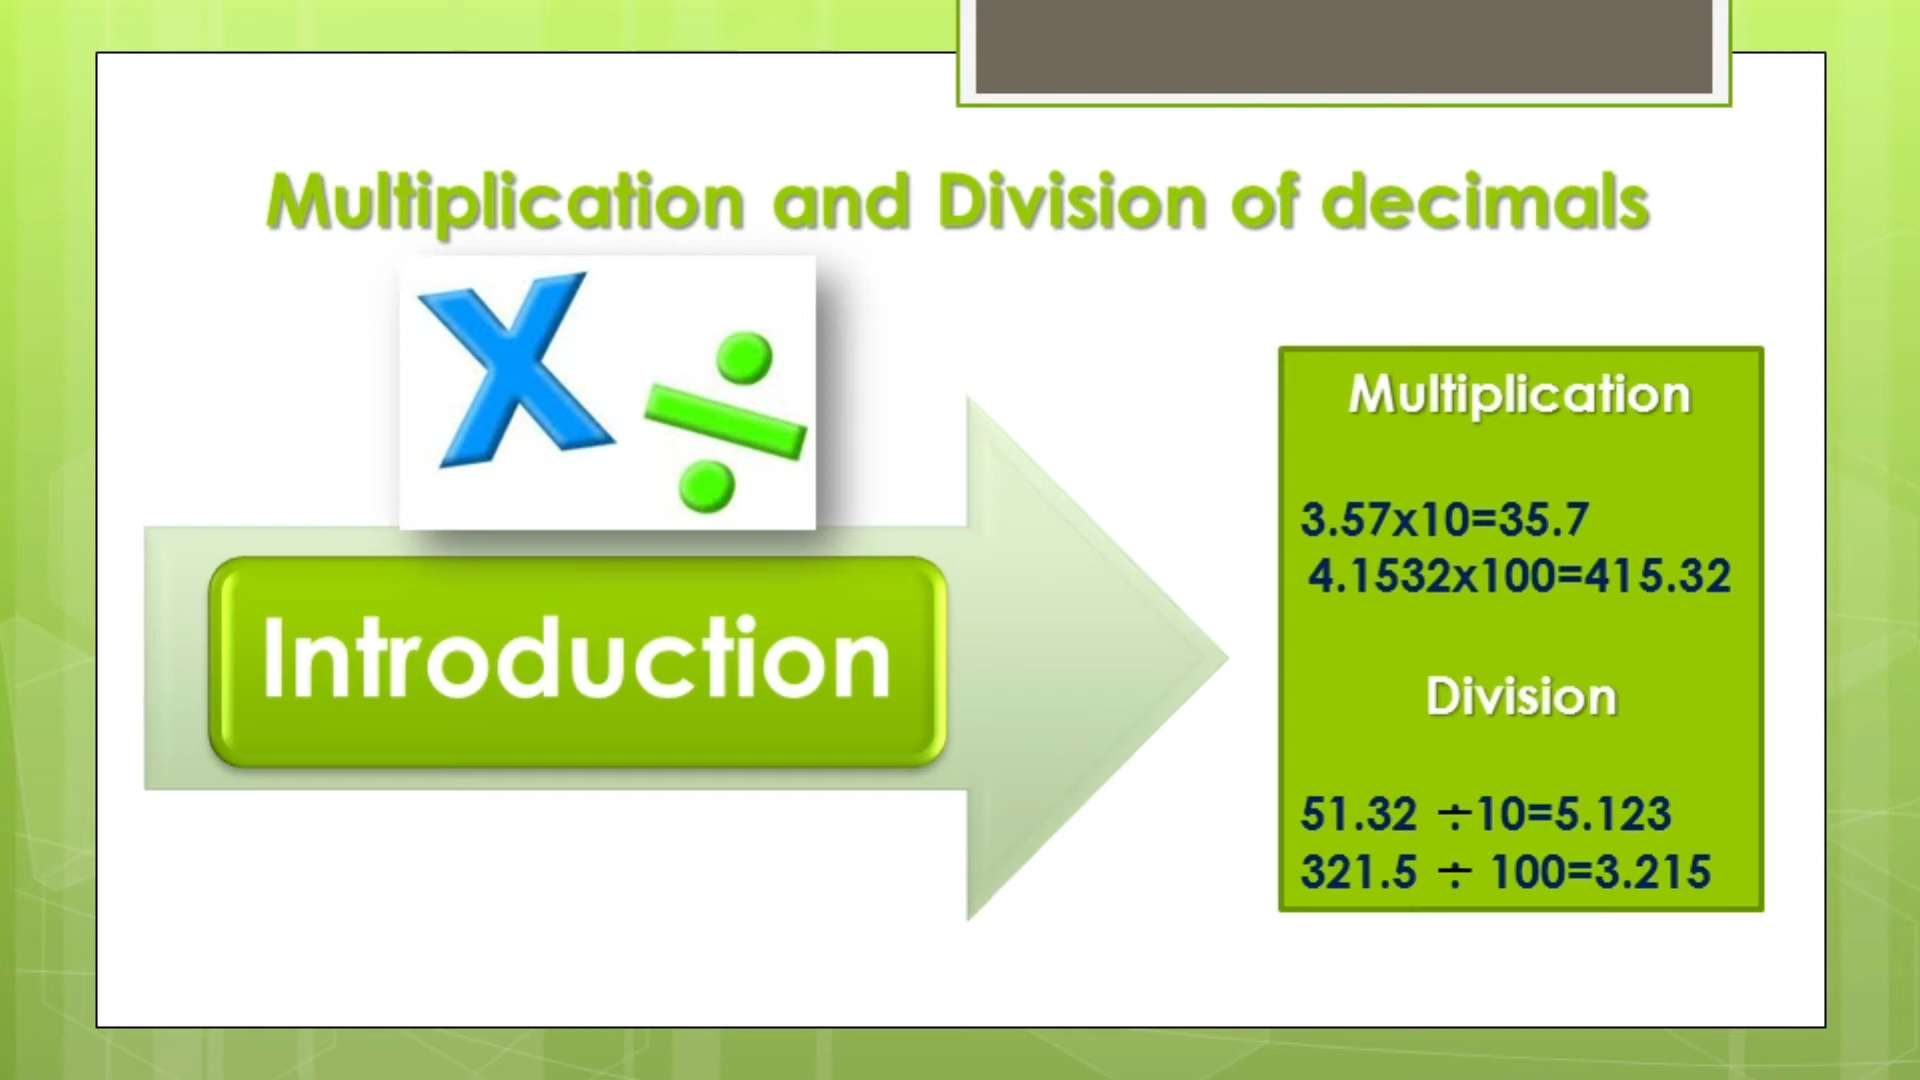 Multiplication and Division of decimals
X ÷
Introduction
Multiplication
3.57x10=35.7
4.1532x100=415.32
Division
51.32 ÷10=5.123
321.5 ÷ 100=3.215